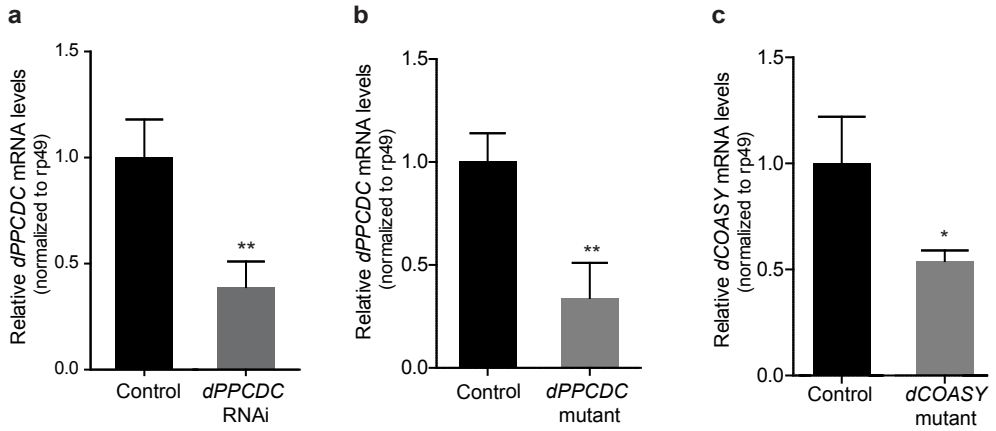 a
Relative dPPCDC mRNA levels
(normalized to rp49)
1.5
1.0
0.5
0.0
**
Control
dPPCDC
RNAi
b
Relative dPPCDC mRNA levels
(normalized to rp49)
1.5
1.0
0.5
0.0
**
Control
dPPCDC
mutant
c
Relative dCOASY mRNA levels
(normalized to rp49)
1.5
1.0
0.5
0.0
*
Control
dCOASY
mutant